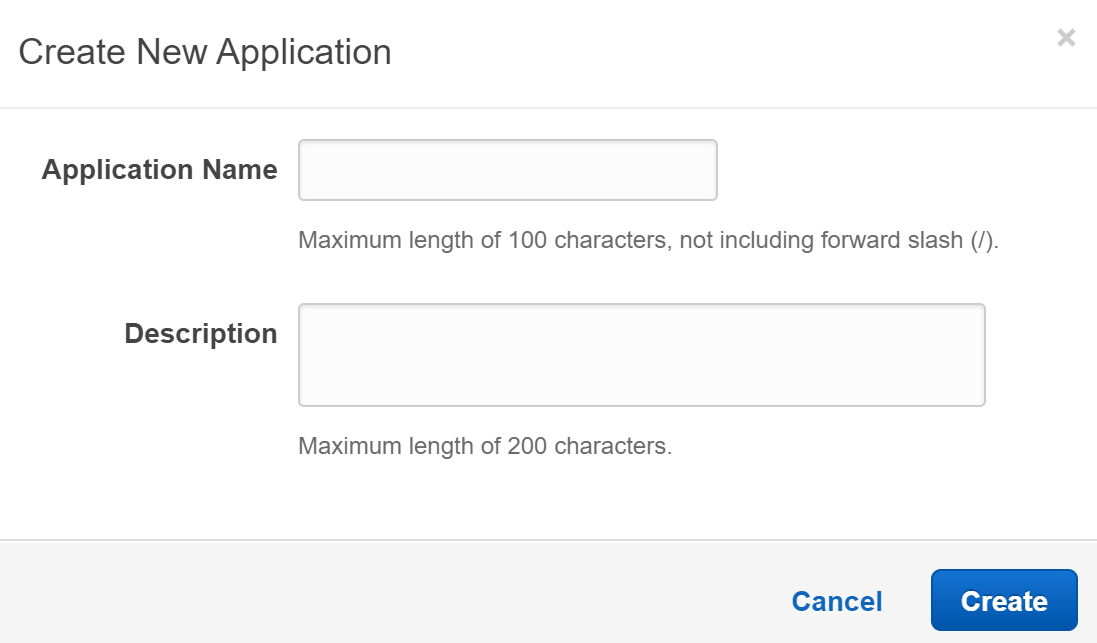 Create New Application
×
Application Name
Maximum length of 100 characters, not including forward slash (/).
Description
Maximum length of 200 characters.
Cancel
Create